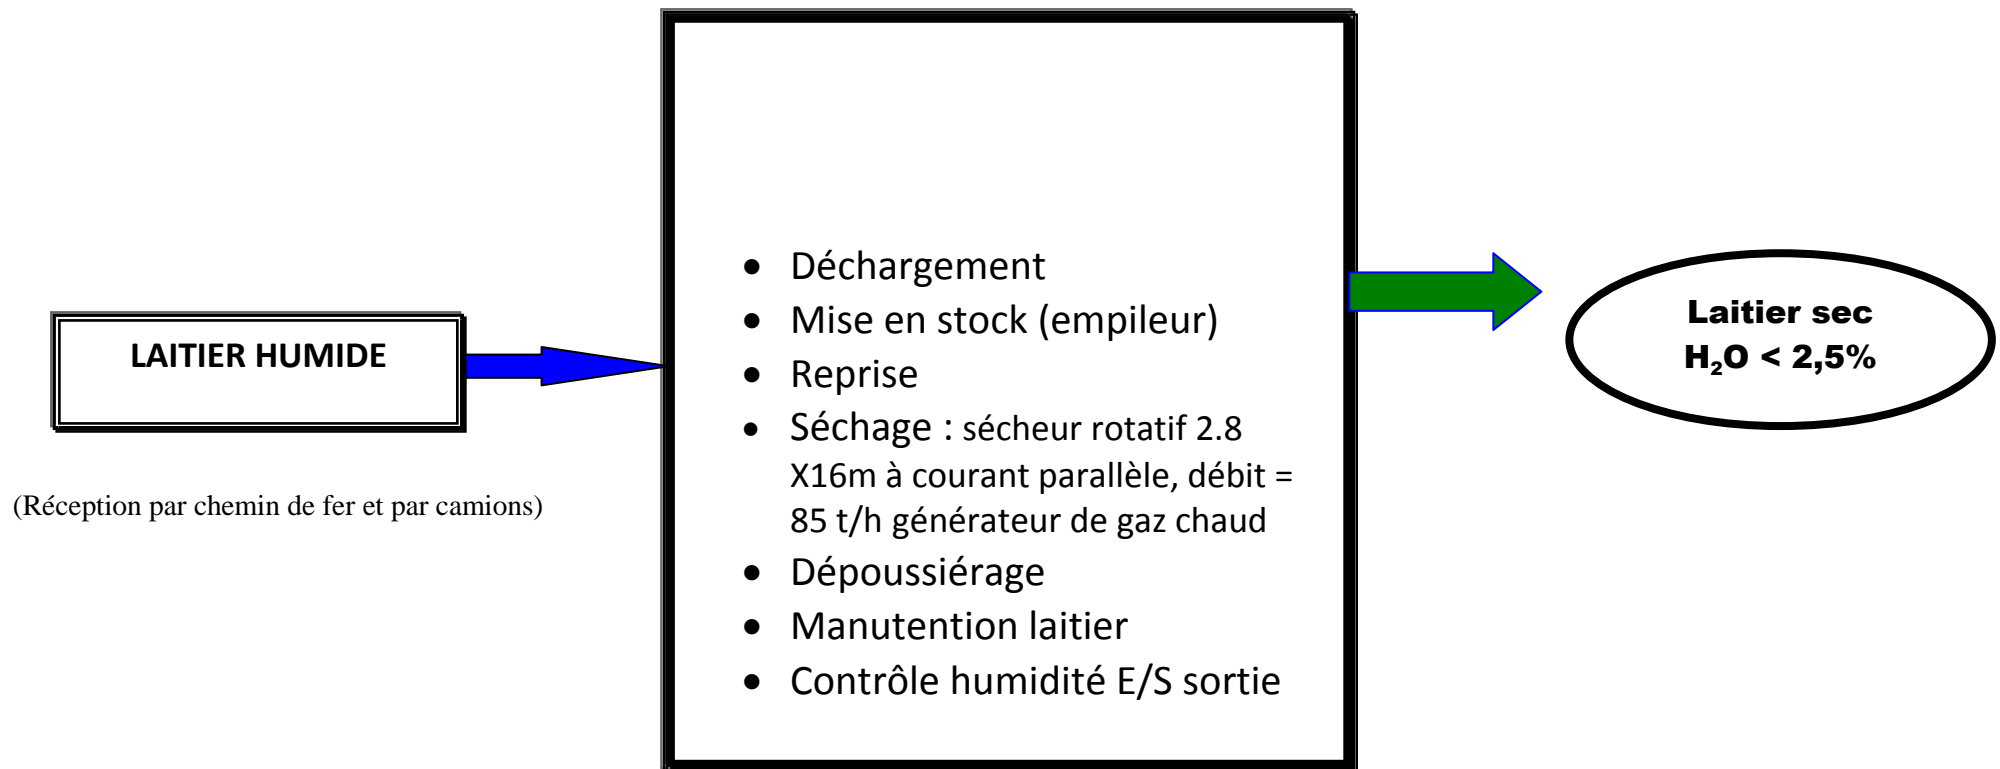 LAITIER HUMIDE
(Réception par chemin de fer et par camions)
• Déchargement
• Mise en stock (empileur)
• Reprise
• Séchage : sécheur rotatif 2.8
X16m à courant parallèle, débit =
85 t/h générateur de gaz chaud
• Dépoussiérage
• Manutention laitier
• Contrôle humidité E/S sortie
Laitier sec
H₂O < 2,5%